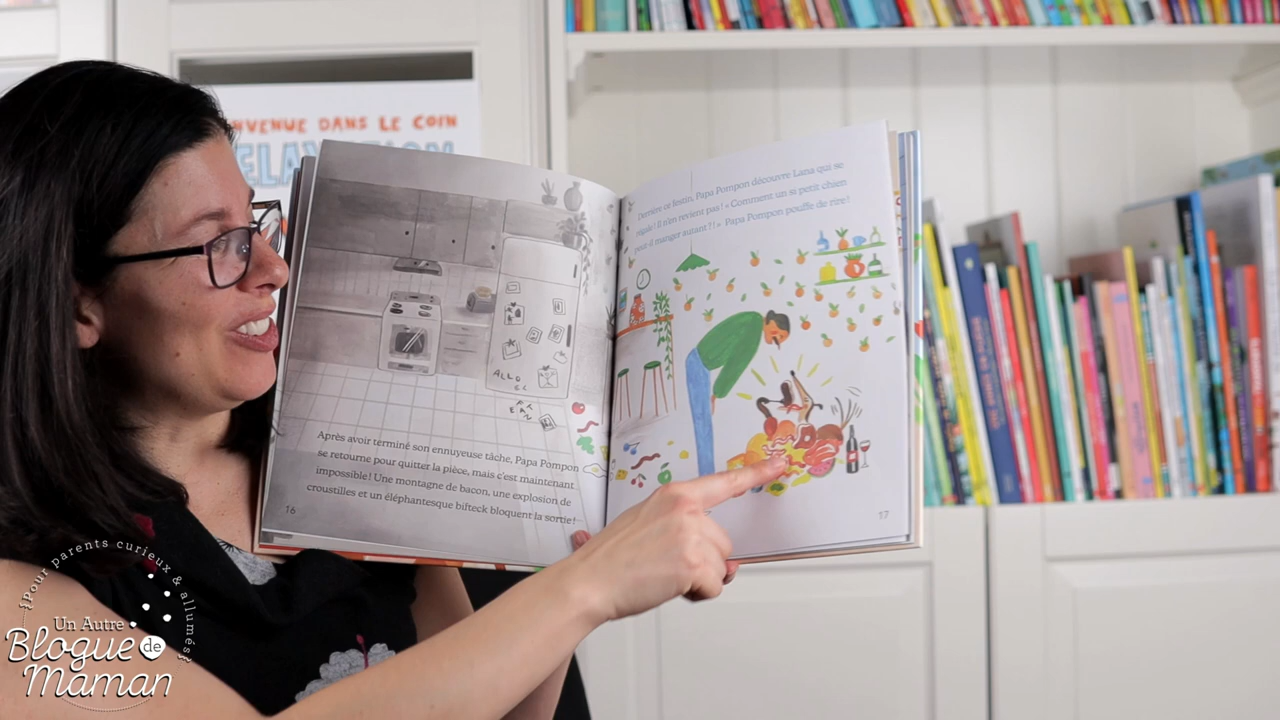 NVENUE DANS LE COIN
ELAXATION
Après avoir terminé son ennuyeuse tâche, Papa Pompon
se retourne pour quitter la pièce, mais c'est maintenant
impossible! Une montagne de bacon, une explosion de
croustilles et un éléphantesque bifteck bloquent la sortie!
16
ALLO
Derrière ce festin, Papa Pompon découvre Lana qui se
régale! Il n'en revient pas! « Comment un si petit chien
peut-il manger autant?! » Papa Pompon pouffe de rire!
17
{Pour parents curieux & allumés}
Un Autre
Blogue de
Maman